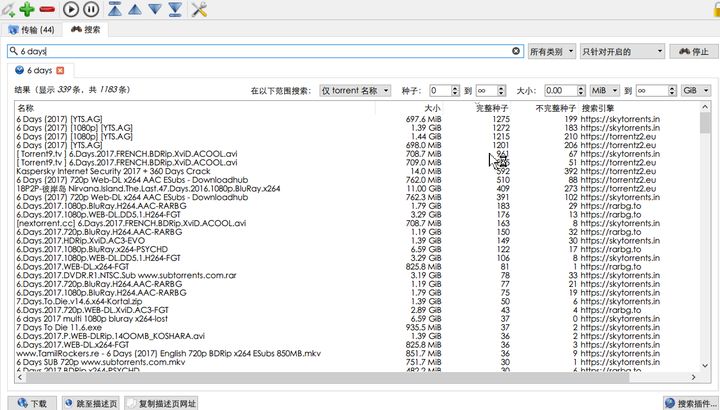 传输 (44) 搜索
6 days 所有类别 只针对开启的 停止
6 days
结果（显示 339 条，共 1183 条） 在以下范围搜索： 仅 torrent 名称 种子： 0 到 ∞ 大小： 0.00 MiB 到 ∞ GiB
名称 大小 完整种子 不完整种子 搜索引擎
6 Days (2017) [YTS.AG] 697.6 MiB 1275 199 https://skytorrents.in
6 Days (2017) [1080p] [YTS.AG] 1.39 GiB 1272 183 https://skytorrents.in
6 Days (2017) [1080p] [YTS.AG] 1.44 GiB 1215 210 https://torrentz2.eu
6 Days (2017) [YTS.AG] 698.0 MiB 1201 206 https://torrentz2.eu
[ Torrent9.tv ] 6.Days.2017.FRENCH.BDRip.XviD.ACOOL.avi 708.7 MiB 67 https://skytorrents.in
[ Torrent9.tv ] 6.Days.2017.FRENCH.BDRip.XviD.ACOOL.avi 709.0 MiB 51 https://torrentz2.eu
Kaspersky Internet Security 2017 + 360 Days Crack 14.0 MiB 592 392 https://torrentz2.eu
6 Days (2017) 720p Web-DL x264 AAC ESubs - Downloadhub 762.0 MiB 510 88 https://torrentz2.eu
18P2P-彼岸岛 Nirvana.Island.The.Last.47.Days.2016.1080p.BluRay.x264 11.00 GiB 409 273 https://torrentz2.eu
6 Days (2017) 720p Web-DL x264 AAC ESubs - Downloadhub 762.3 MiB 391 102 https://skytorrents.in
6.Days.2017.1080p.BluRay.H264.AAC-RARBG 1.79 GiB 183 29 https://rarbg.to
6.Days.2017.1080p.WEB-DL.DD5.1.H264-FGT 3.29 GiB 176 13 https://rarbg.to
[nextorrent.cc] 6.Days.2017.FRENCH.BDRip.XviD.ACOOL.avi 708.7 MiB 163 8 https://skytorrents.in
6.Days.2017.720p.BluRay.H264.AAC-RARBG 1.19 GiB 150 32 https://rarbg.to
6.Days.2017.HDRip.XviD.AC3-EVO 1.39 GiB 149 30 https://skytorrents.in
6.Days.2017.1080p.BluRay.x264-PSYCHD 6.59 GiB 122 17 https://skytorrents.in
6.Days.2017.1080p.WEB-DL.DD5.1.H264-FGT 3.28 GiB 106 8 https://skytorrents.in
6.Days.2017.WEB-DL.x264-FGT 825.8 MiB 81 1 https://rarbg.to
6.Days.2017.DVDR.R1.NTSC.Sub www.subtorrents.com.rar 3.19 GiB 78 33 https://skytorrents.in
6.Days.2017.720p.BluRay.H264.AAC-RARBG 1.19 GiB 77 21 https://skytorrents.in
6.Days.2017.1080p.BluRay.H264.AAC-RARBG 1.79 GiB 75 19 https://skytorrents.in
7.Days.To.Die.v14.6.x64-Kortal.zip 1.39 GiB 50 6 https://skytorrents.in
6.Days.2017.720p.WEB-DL.XviD.AC3-FGT 2.89 GiB 43 4 https://rarbg.to
6 days 2017 multi 1080p bluray x264-lost 6.59 GiB 37 0 https://skytorrents.in
7 Days To Die 11.6.exe 935.5 MiB 37 2 https://skytorrents.in
6.Days.2017.P.WEB-DLRip.14OOMB_KOSHARA.avi 1.39 GiB 36 2 https://skytorrents.in
6.Days.2017.WEB-DL.x264-FGT 825.8 MiB 36 3 https://skytorrents.in
www.TamilRockers.re - 6 Days (2017) English 720p BDRip x264 ESubs 850MB.mkv 851.7 MiB 36 9 https://skytorrents.in
6 Days SUB 720p www.subtorrents.com.mkv 751.7 MiB 30 1 https://skytorrents.in
6.Days.2017.BDRip.x264-PSYCHD 482.2 MiB 30 6 https://rarbg.to
下载 跳至描述页 复制描述页网址 搜索插件...